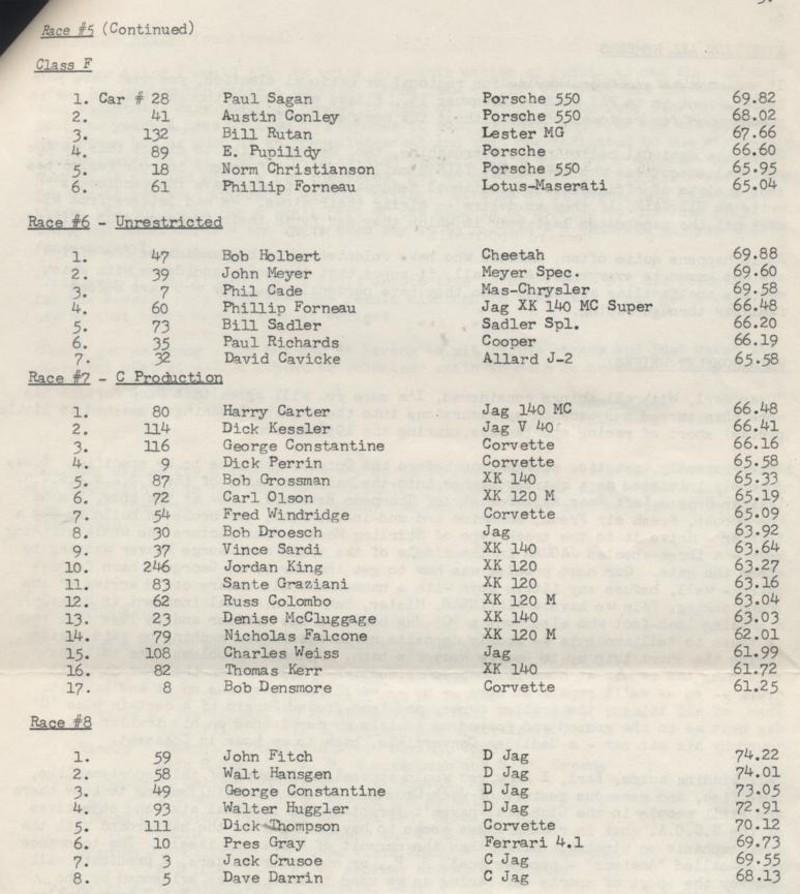 Race #5 (Continued)
Class F
1. Car # 28 Paul Sagan Porsche 550 69.82
2. 41 Austin Conley Porsche 550 68.02
3. 132 Bill Rutan Lester MG 67.66
4. 89 E. Pupilidy Porsche 66.60
5. 18 Norm Christianson Porsche 550 65.95
6. 61 Phillip Forneau Lotus-Maserati 65.04
Race #6 - Unrestricted
1. 47 Bob Holbert Cheetah 69.88
2. 39 John Meyer Meyer Spec. 69.60
3. 7 Phil Cade Mas-Chrysler 69.58
4. 60 Phillip Forneau Jag XK 140 MC Super 66.48
5. 73 Bill Sadler Sadler Spl. 66.20
6. 35 Paul Richards Cooper 66.19
7. 32 David Cavicke Allard J-2 65.58
Race #7 - C Production
1. 80 Harry Carter Jag 140 MC 66.48
2. 114 Dick Kessler Jag V 40 66.41
3. 116 George Constantine Corvette 66.16
4. 9 Dick Perrin Corvette 65.58
5. 87 Bob Grossman XK 140 65.33
6. 72 Carl Olson XK 120 M 65.19
7. 54 Fred Windridge Corvette 65.09
8. 30 Bob Droesch Jag 63.92
9. 37 Vince Sardi XK 140 63.64
10. 246 Jordan King XK 120 63.27
11. 83 Sante Graziani XK 120 63.16
12. 62 Russ Colombo XK 120 M 63.04
13. 23 Denise McCluggage XK 140 63.03
14. 79 Nicholas Falcone XK 120 M 62.01
15. 108 Charles Weiss Jag 61.99
16. 82 Thomas Kerr XK 140 61.72
17. 8 Bob Densmore Corvette 61.25
Race #8
1. 59 John Fitch D Jag 74.22
2. 58 Walt Hansgen D Jag 74.01
3. 49 George Constantine D Jag 73.05
4. 93 Walter Huggler D Jag 72.91
5. 111 Dick Thompson Corvette 70.12
6. 10 Pres Gray Ferrari 4.1 69.73
7. 3 Jack Crusoe C Jag 69.55
8. 5 Dave Darrin C Jag 68.13